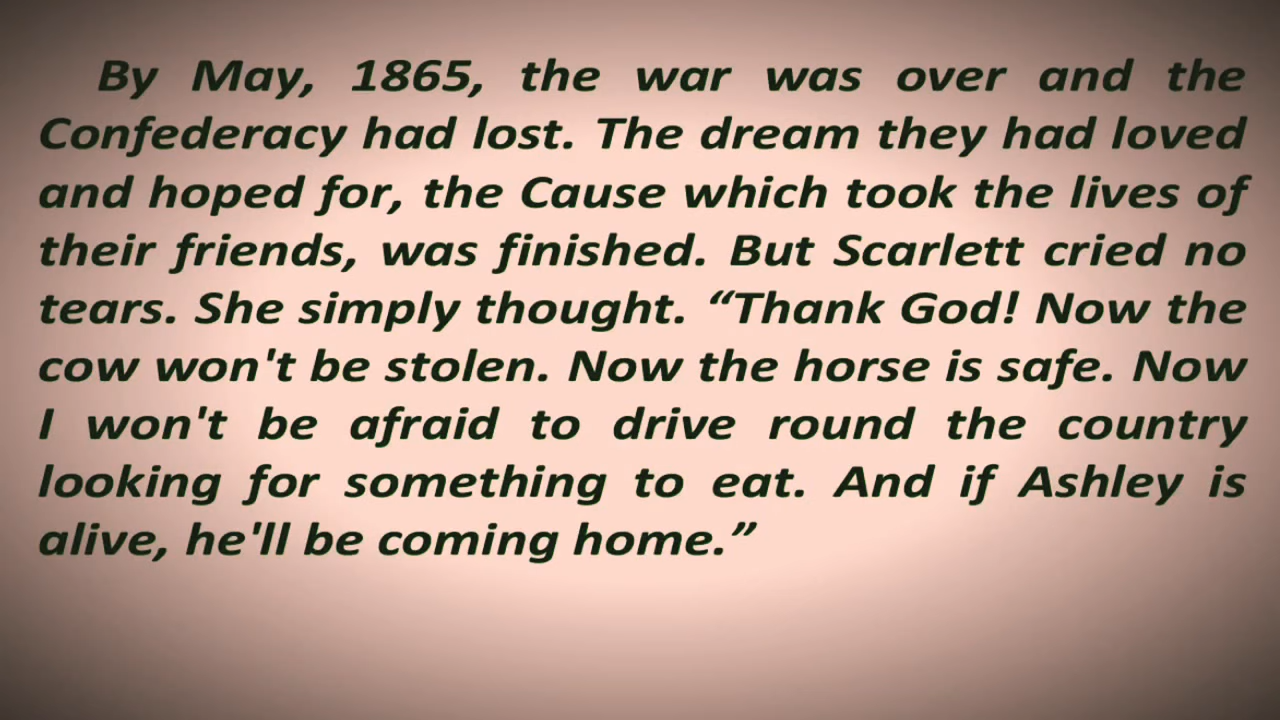 By May, 1865, the war was over and the
Confederacy had lost. The dream they had loved
and hoped for, the Cause which took the lives of
their friends, was finished. But Scarlett cried no
tears. She simply thought. “Thank God! Now the
cow won't be stolen. Now the horse is safe. Now
I won't be afraid to drive round the country
looking for something to eat. And if Ashley is
alive, he'll be coming home.”